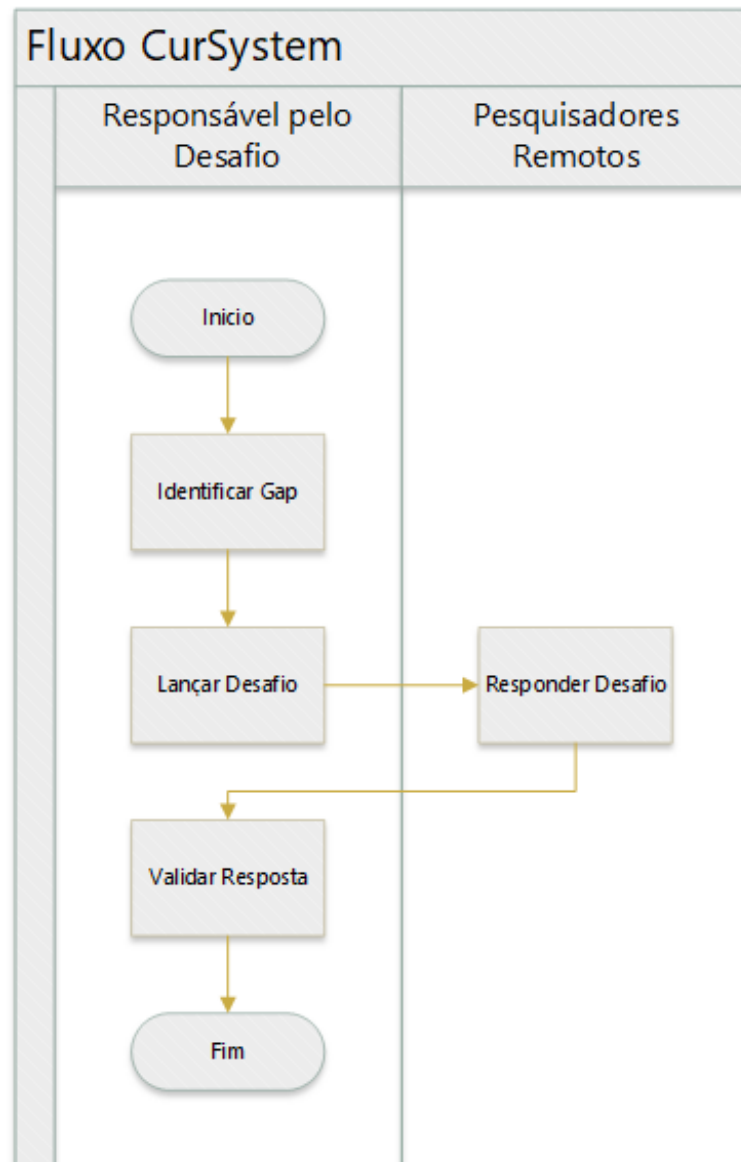 Fluxo CurSystem
Responsável pelo
Desafio
Pesquisadores
Remotos
Inicio
Identificar Gap
Lançar Desafio
Responder Desafio
Validar Resposta
Fim